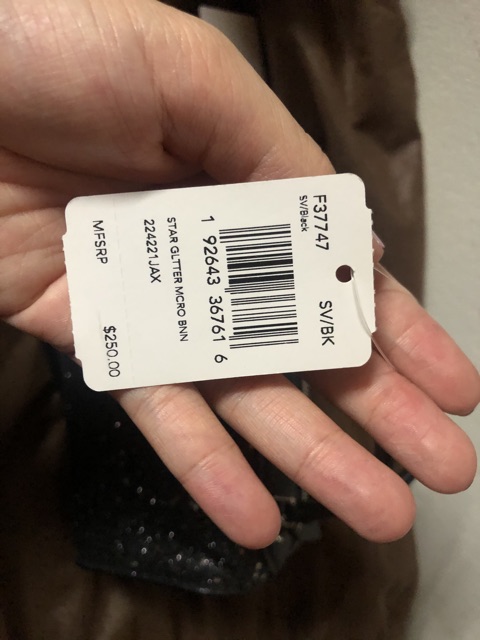 F37747 SV/BK
SV/Black
1 92643 36761 6
STAR GLTTER MCRO BNN
224221JAX
MFSRP $250.00